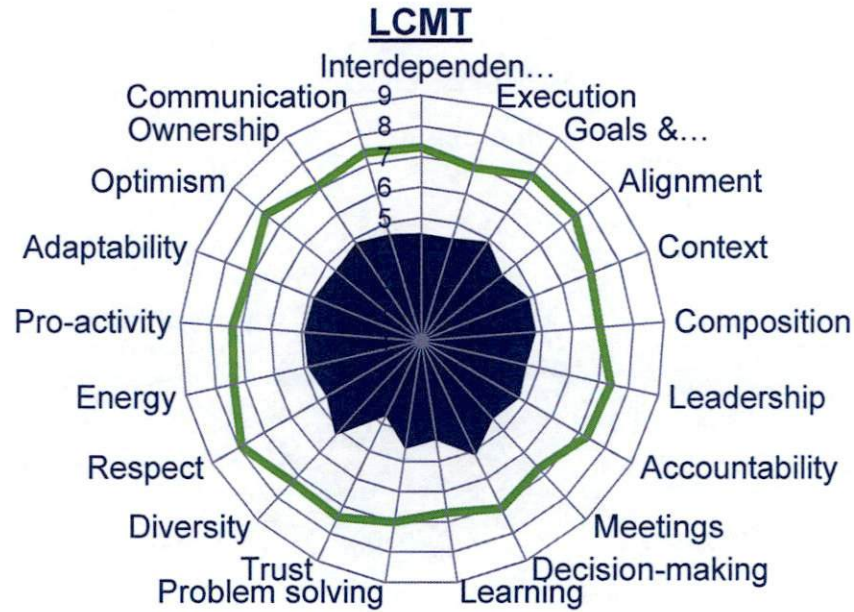 LCMT
Interdependen...
Communication
9
Execution
Ownership
8
Goals &...
7
Optimism
6
Alignment
5
Adaptability
Context
Pro-activity
Composition
Energy
Leadership
Respect
Accountability
Diversity
Meetings
Trust
Decision-making
Problem solving
Learning